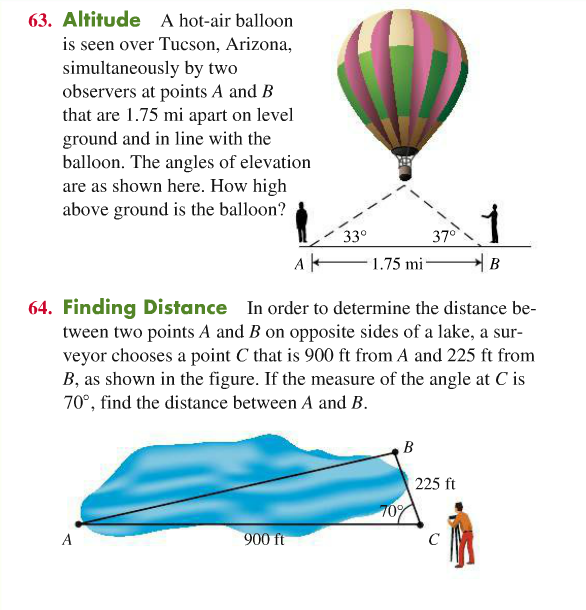 63. Altitude A hot-air balloon
is seen over Tucson, Arizona,
simultaneously by two
observers at points A and B
that are 1.75 mi apart on level
ground and in line with the
balloon. The angles of elevation
are as shown here. How high
above ground is the balloon?
33° 37°
A 1.75 mi B
64. Finding Distance In order to determine the distance be-
tween two points A and B on opposite sides of a lake, a sur-
veyor chooses a point C that is 900 ft from A and 225 ft from
B, as shown in the figure. If the measure of the angle at C is
70°, find the distance between A and B.
B
225 ft
70°
A 900 ft C